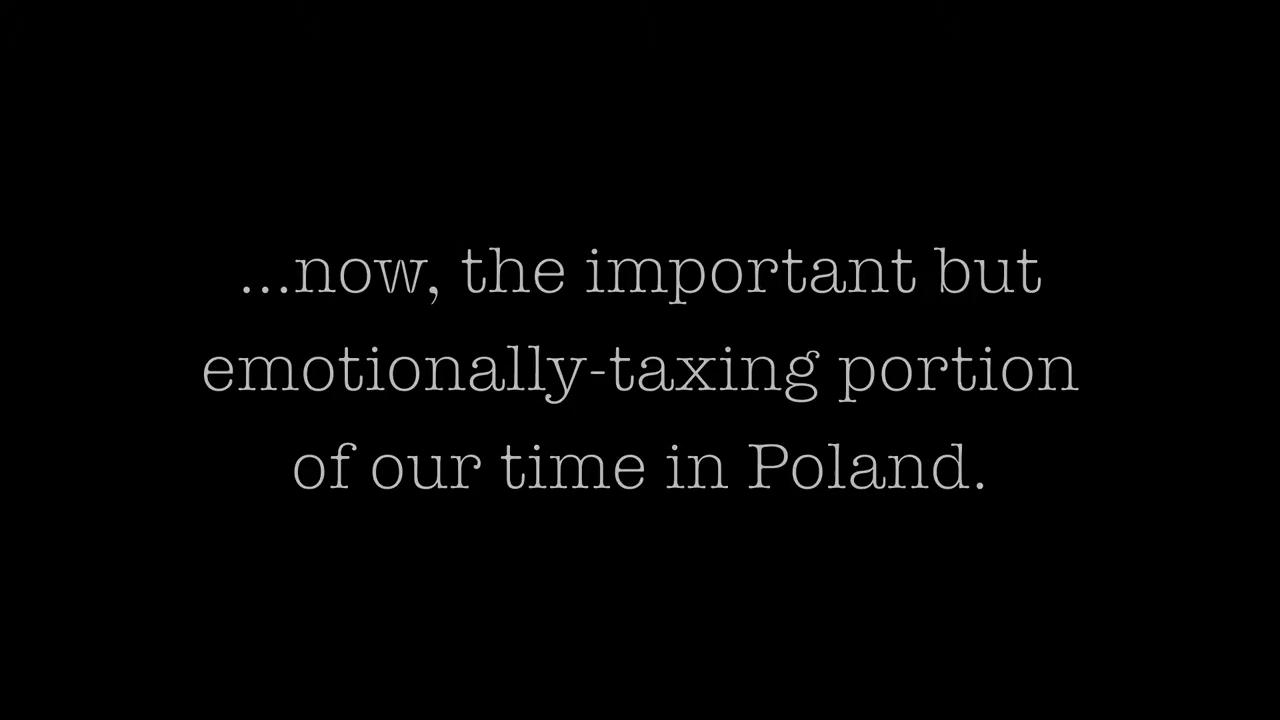 ...now, the important but
emotionally-taxing portion
of our time in Poland.